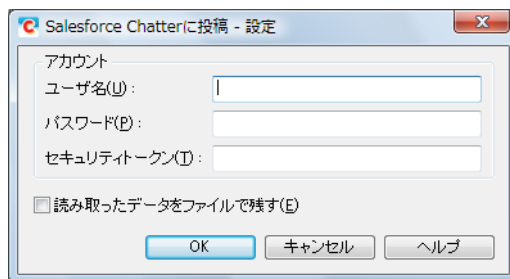 Salesforce Chatterに投稿 - 設定
アカウント
ユーザ名(U):
パスワード(P):
セキュリティトークン(T):
読み取ったデータをファイルで残す(E)
OK キャンセル ヘルプ